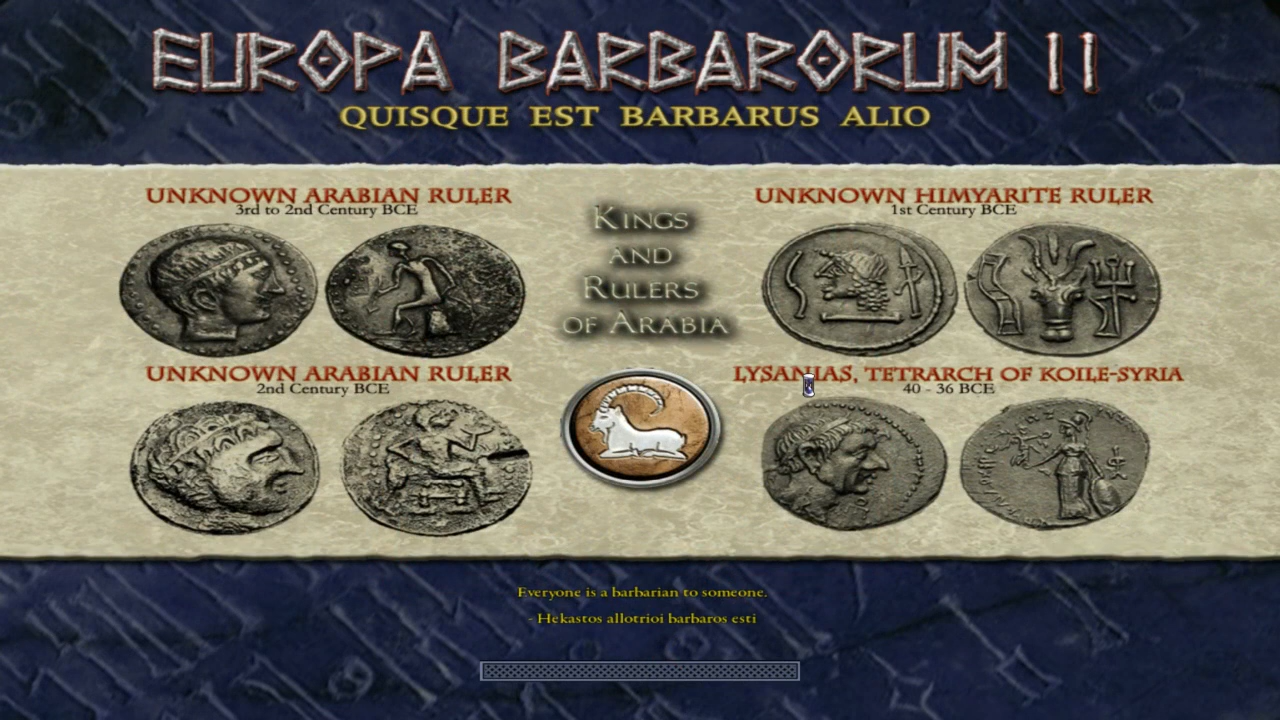 EUROPA BARBARORUM II
QUISQUE EST BARBARUS ALIO
UNKNOWN ARABIAN RULER
3rd to 2nd Century BCE
Kings
and
Rulers
of Arabia
UNKNOWN HIMYARITE RULER
1st Century BCE
UNKNOWN ARABIAN RULER
2nd Century BCE
LYSANIAS, TETRARCH OF KOILE-SYRIA
40 - 36 BCE
Everyone is a barbarian to someone.
- Hekastos allotrioi barbaros esti